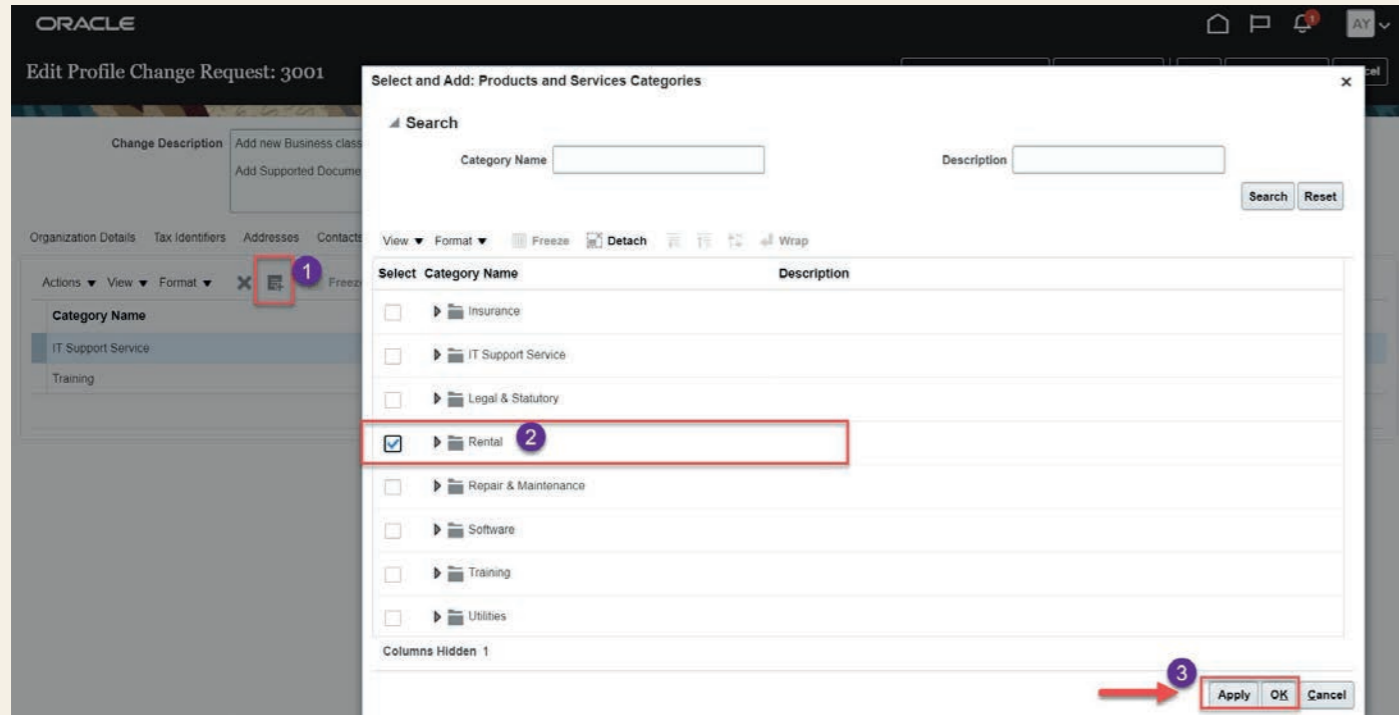 ORACLE
1
AY
Edit Profile Change Request: 3001
cel
Select and Add: Products and Services Categories
Search
Category Name
Description
Search Reset
Change Description
Add new Business class
Add Supported Docume
Organization Details Tax Identifiers Addresses Contacts
Actions View Format
1
Freeze
Category Name
IT Support Service
Training
View Format Freeze Detach Wrap
Select Category Name Description
Insurance
IT Support Service
Legal & Statutory
Rental 2
Repair & Maintenance
Software
Training
Utilities
Columns Hidden 1
3
Apply OK Cancel